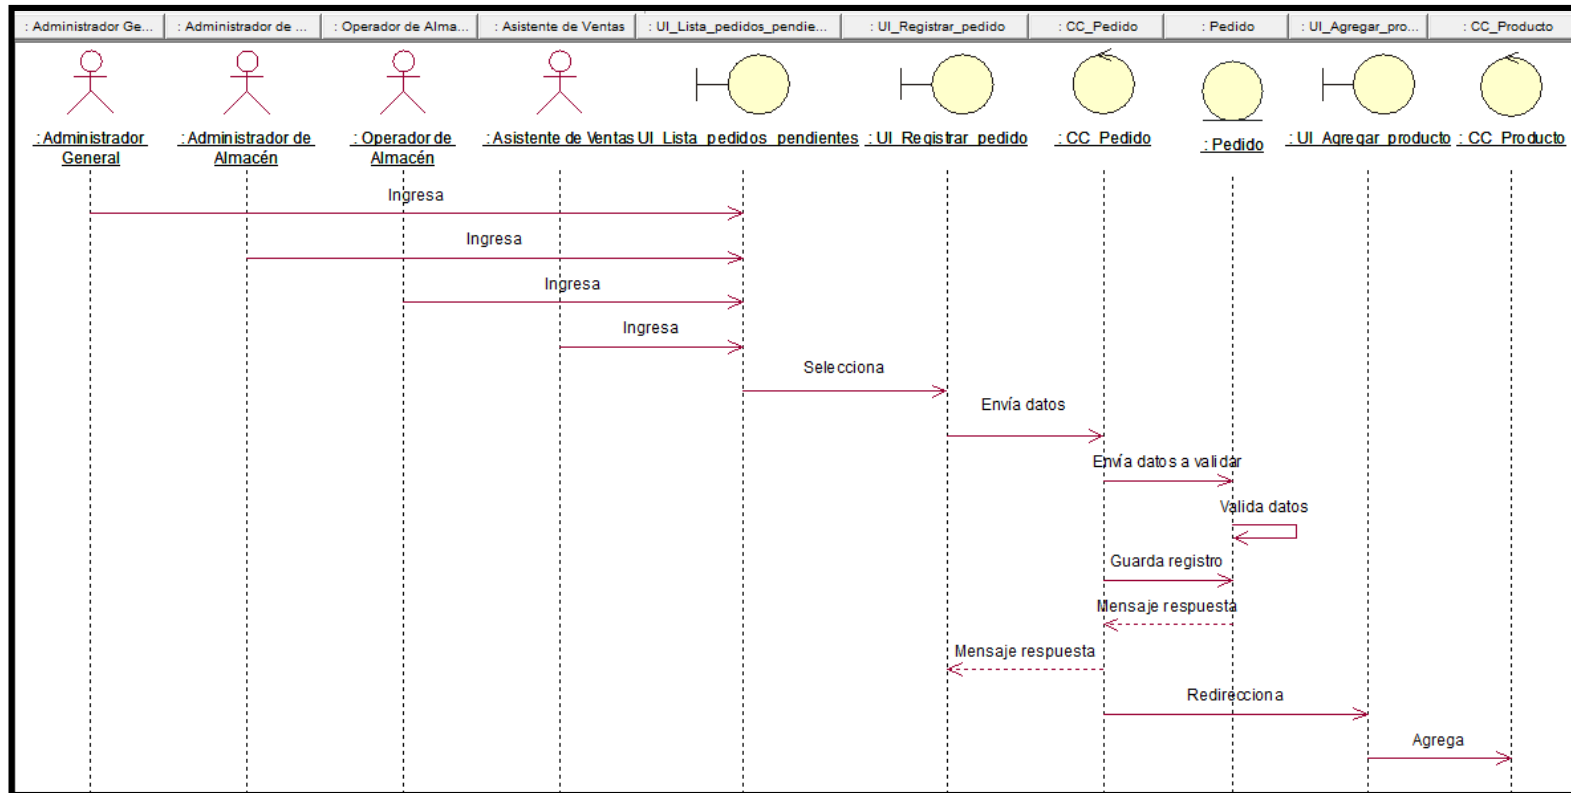 : Administrador Ge...
: Administrador de ...
: Operador de Alma...
: Asistente de Ventas
: UI_Lista_pedidos_pendie...
: UI_Registrar_pedido
: CC_Pedido
: Pedido
: UI_Agregar_pro...
: CC_Producto
: Administrador
General
: Administrador de
Almacén
: Operador de
Almacén
: Asistente de Ventas
UI_Lista_pedidos_pendientes
: UI_Registrar_pedido
: CC_Pedido
: Pedido
: UI_Agregar_producto
: CC_Producto
Ingresa
Ingresa
Ingresa
Ingresa
Selecciona
Envía datos
Envía datos a validar
Valida datos
Guarda registro
Mensaje respuesta
Mensaje respuesta
Redirecciona
Agrega